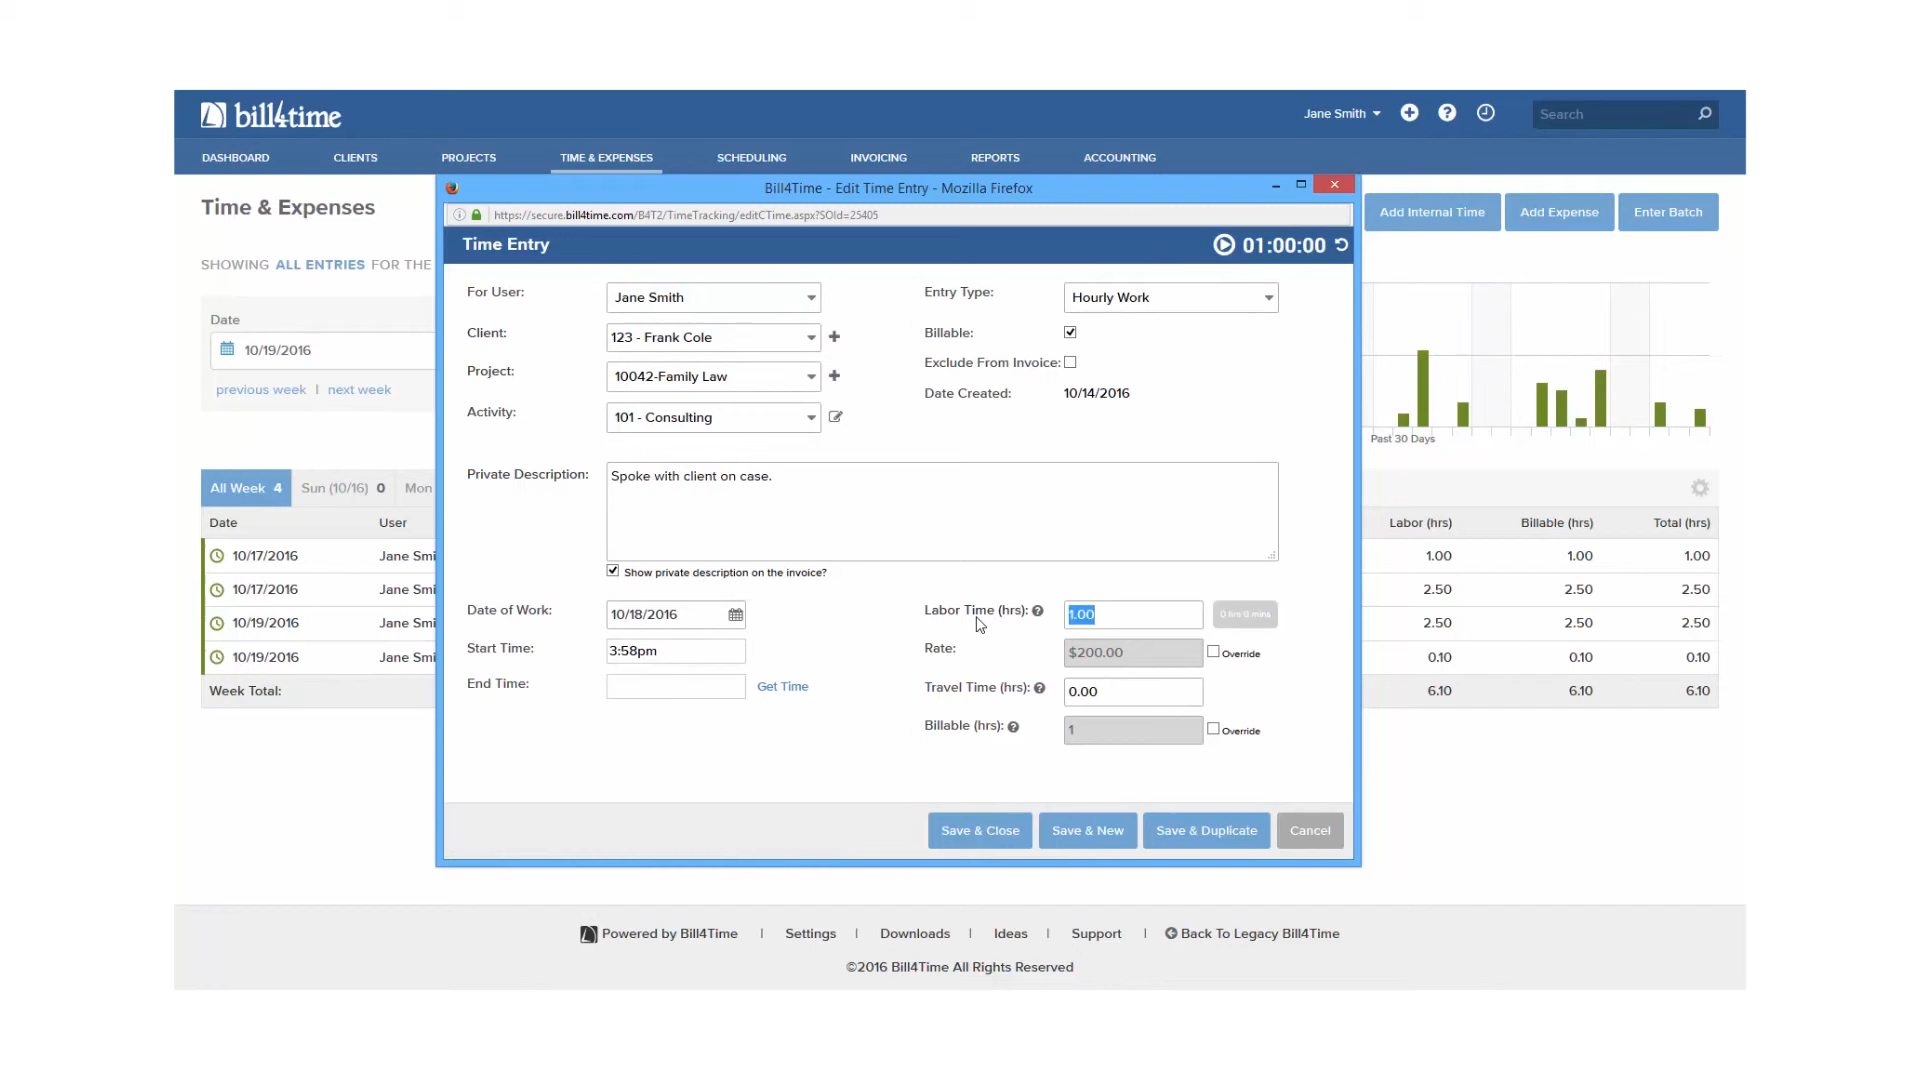 bill4time
Jane Smith
Search
DASHBOARD CLIENTS PROJECTS TIME & EXPENSES SCHEDULING INVOICING REPORTS ACCOUNTING
Bill4Time - Edit Time Entry - Mozilla Firefox
Time & Expenses
Add Internal Time Add Expense Enter Batch
https://secure.bill4time.com/B4T2/TimeTracking/editCTime.aspx?SOId=25405
Time Entry 01:00:00
SHOWING ALL ENTRIES FOR THE
Date
10/19/2016
previous week | next week
For User: Jane Smith
Client: 123 - Frank Cole
Project: 10042-Family Law
Activity: 101 - Consulting
Entry Type: Hourly Work
Billable:
Exclude From Invoice:
Date Created: 10/14/2016
Past 30 Days
Private Description: Spoke with client on case.
Show private description on the invoice?
Date of Work: 10/18/2016
Start Time: 3:58pm
End Time: Get Time
Labor Time (hrs): 1.00 0 hrs 0 mins
Rate: $200.00 Override
Travel Time (hrs): 0.00
Billable (hrs): 1 Override
Save & Close Save & New Save & Duplicate Cancel
All Week 4 Sun (10/16) 0 Mon
Date User Labor (hrs) Billable (hrs) Total (hrs)
10/17/2016 Jane Smi 1.00 1.00 1.00
10/17/2016 Jane Smi 2.50 2.50 2.50
10/19/2016 Jane Smi 2.50 2.50 2.50
10/19/2016 Jane Smi 0.10 0.10 0.10
Week Total: 6.10 6.10 6.10
Powered by Bill4Time | Settings | Downloads | Ideas | Support | Back To Legacy Bill4Time
©2016 Bill4Time All Rights Reserved